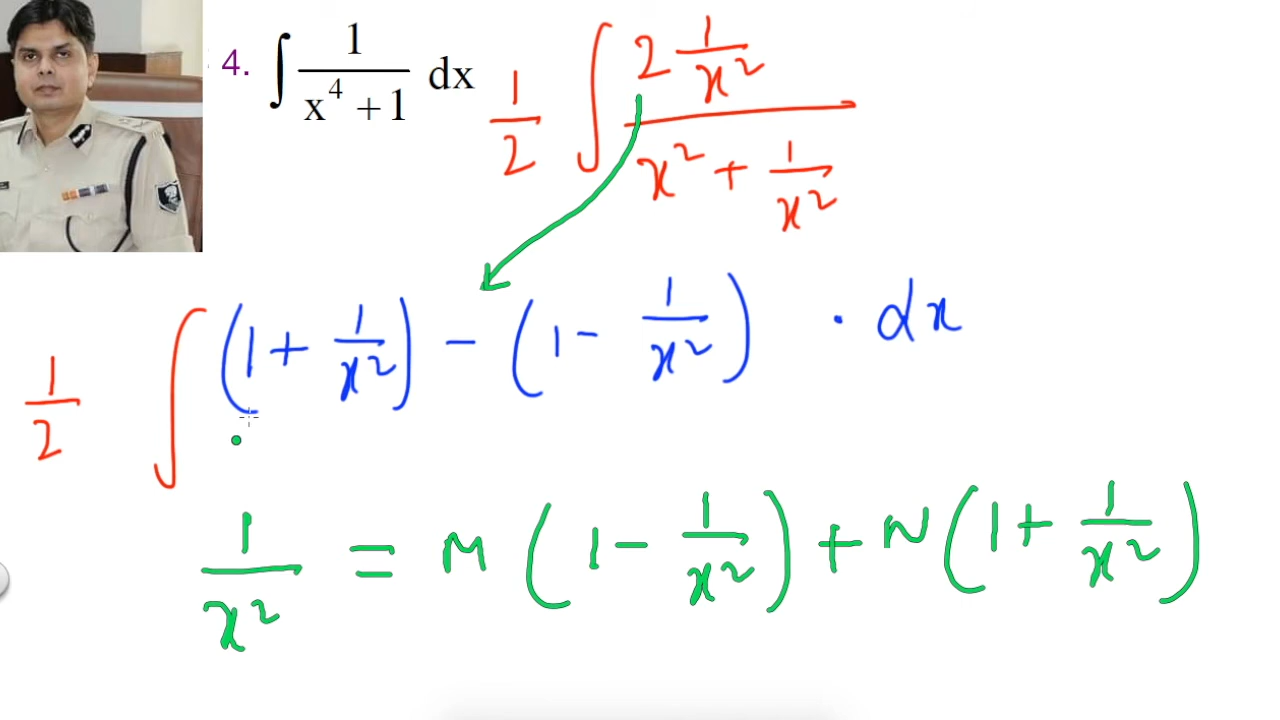 4. ∫ 1/(x⁴ + 1) dx
1/2 ∫ (2 1/x²)/(x² + 1/x²)
1/2 ∫ (1 + 1/x²) - (1 - 1/x²) · dx
1/x² = M (1 - 1/x²) + N (1 + 1/x²)